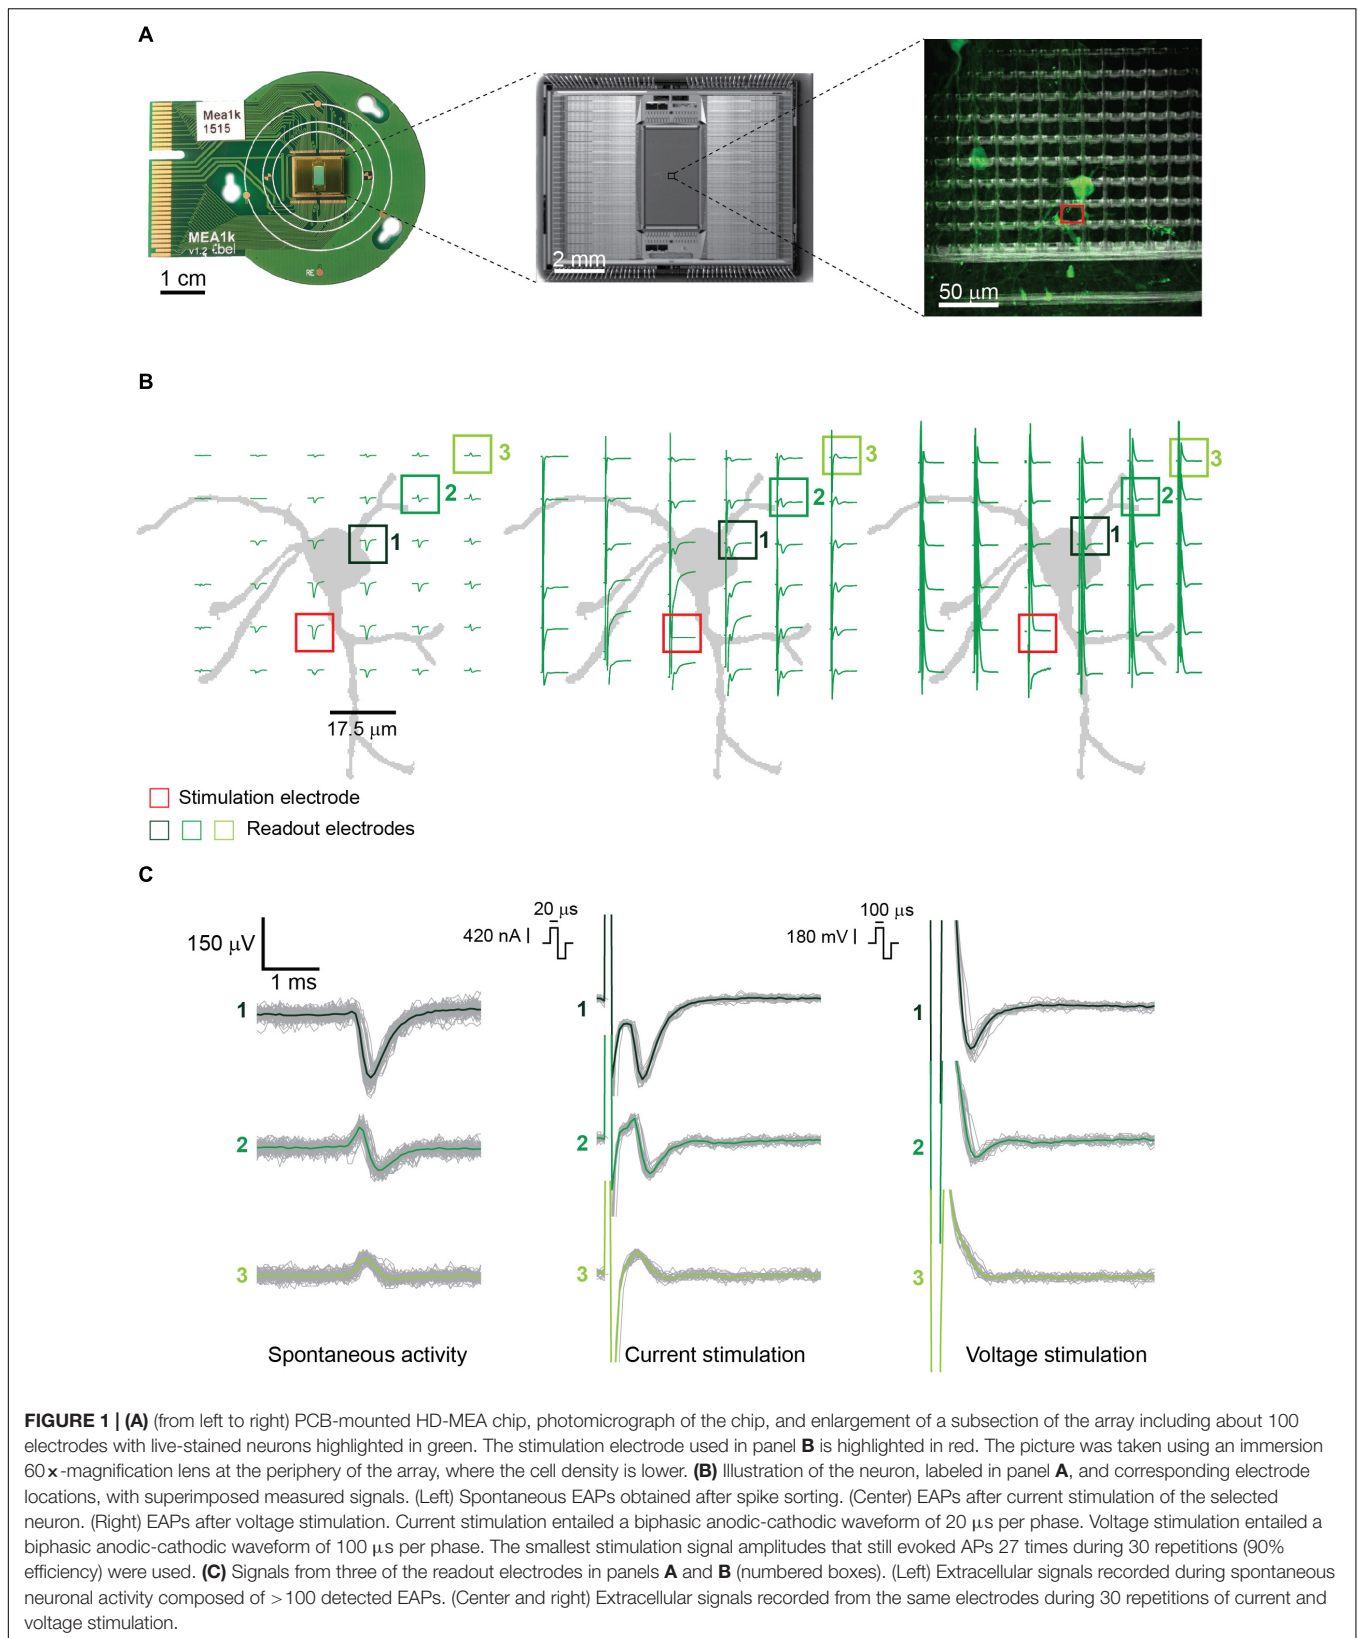 A
Mea1k
1515
MEA1k
v1.2 :bel
RE
1 cm
2 mm
50 μm
B
3
2
1
3
2
1
3
2
1
17.5 μm
Stimulation electrode
Readout electrodes
C
150 μV
1 ms
20 μs
420 nA
100 μs
180 mV
1
1
1
2
2
2
3
3
3
Spontaneous activity
Current stimulation
Voltage stimulation
FIGURE 1 | (A) (from left to right) PCB-mounted HD-MEA chip, photomicrograph of the chip, and enlargement of a subsection of the array including about 100
electrodes with live-stained neurons highlighted in green. The stimulation electrode used in panel B is highlighted in red. The picture was taken using an immersion
60×-magnification lens at the periphery of the array, where the cell density is lower. (B) Illustration of the neuron, labeled in panel A, and corresponding electrode
locations, with superimposed measured signals. (Left) Spontaneous EAPs obtained after spike sorting. (Center) EAPs after current stimulation of the selected
neuron. (Right) EAPs after voltage stimulation. Current stimulation entailed a biphasic anodic-cathodic waveform of 20 μs per phase. Voltage stimulation entailed a
biphasic anodic-cathodic waveform of 100 μs per phase. The smallest stimulation signal amplitudes that still evoked APs 27 times during 30 repetitions (90%
efficiency) were used. (C) Signals from three of the readout electrodes in panels A and B (numbered boxes). (Left) Extracellular signals recorded during spontaneous
neuronal activity composed of >100 detected EAPs. (Center and right) Extracellular signals recorded from the same electrodes during 30 repetitions of current and
voltage stimulation.